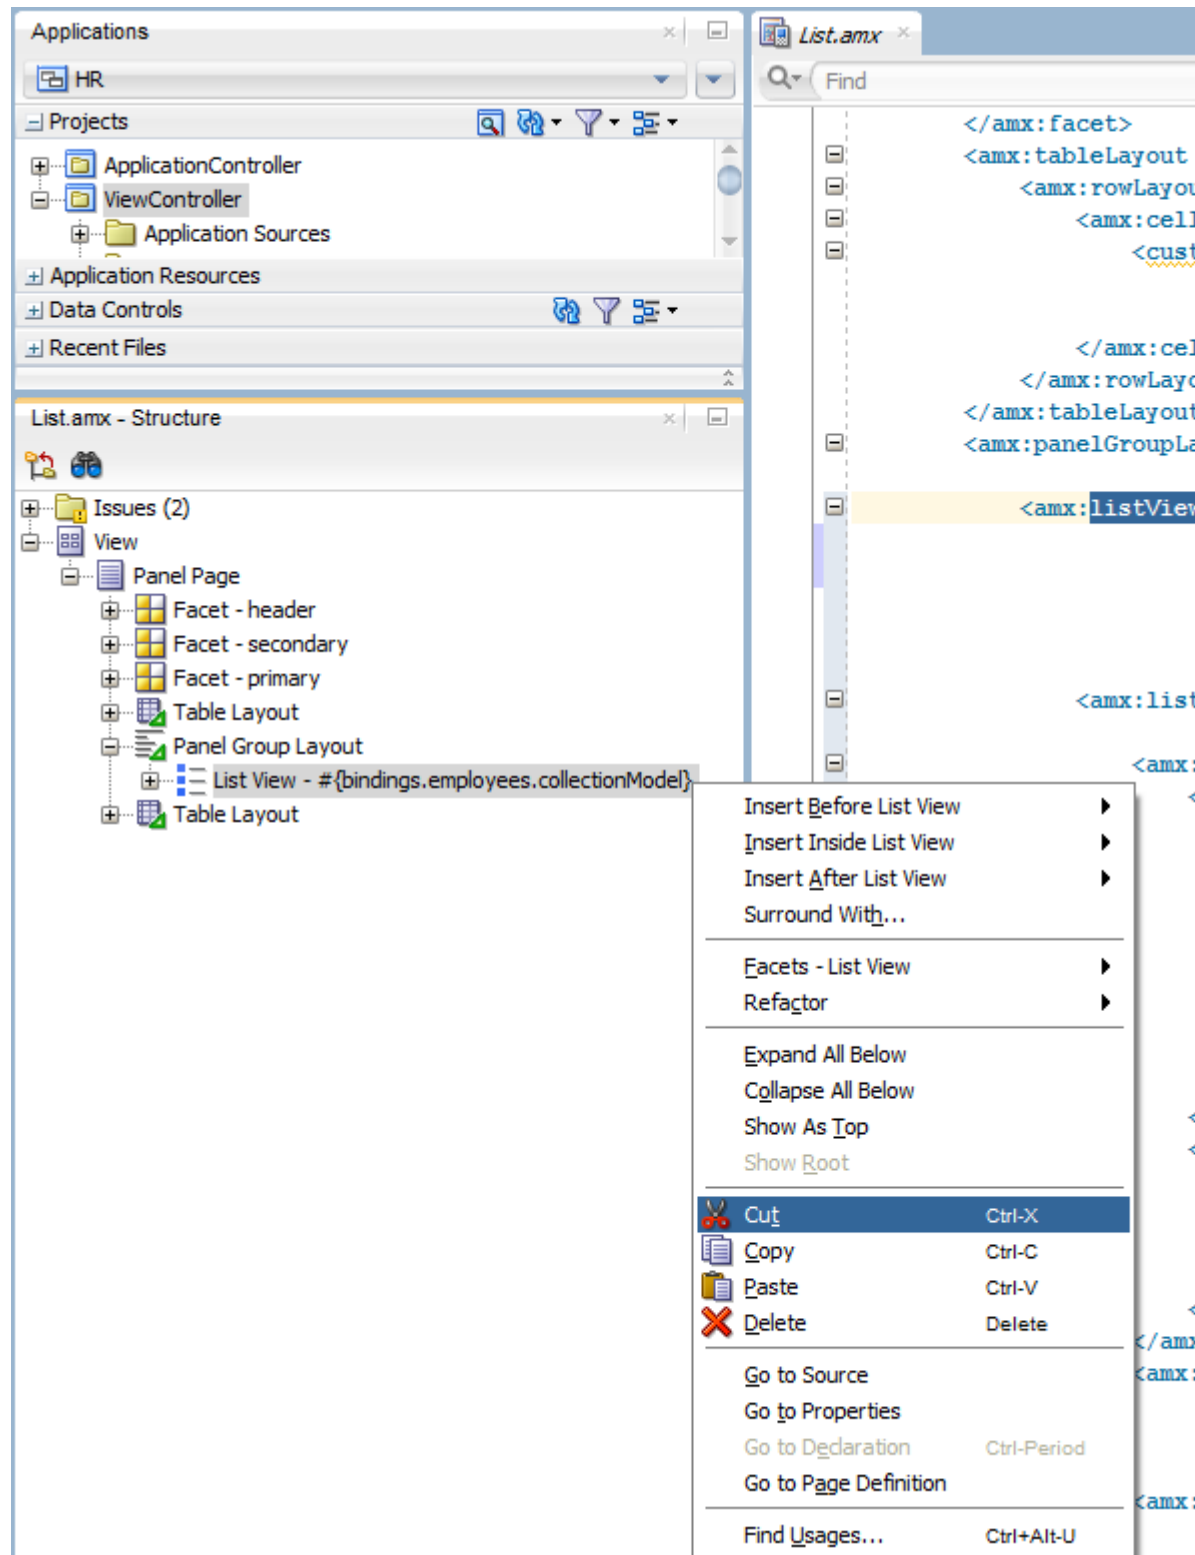 Applications
HR
Projects
ApplicationController
ViewController
Application Sources
Application Resources
Data Controls
Recent Files
List.amx - Structure
Issues (2)
View
Panel Page
Facet - header
Facet - secondary
Facet - primary
Table Layout
Panel Group Layout
List View - #{bindings.employees.collectionModel}
Table Layout
List.amx
Find
</amx:facet>
<amx:tableLayout
<amx:rowLayou
<amx:cell
<cust
</amx:cel
</amx:rowLayo
</amx:tableLayout
<amx:panelGroupLa
<amx:listView
<amx:list
<amx:
<
<
<
<
</amx
<amx:
<amx:
Insert Before List View
Insert Inside List View
Insert After List View
Surround With...
Facets - List View
Refactor
Expand All Below
Collapse All Below
Show As Top
Show Root
Cut Ctrl-X
Copy Ctrl-C
Paste Ctrl-V
Delete Delete
Go to Source
Go to Properties
Go to Declaration Ctrl-Period
Go to Page Definition
Find Usages... Ctrl+Alt-U